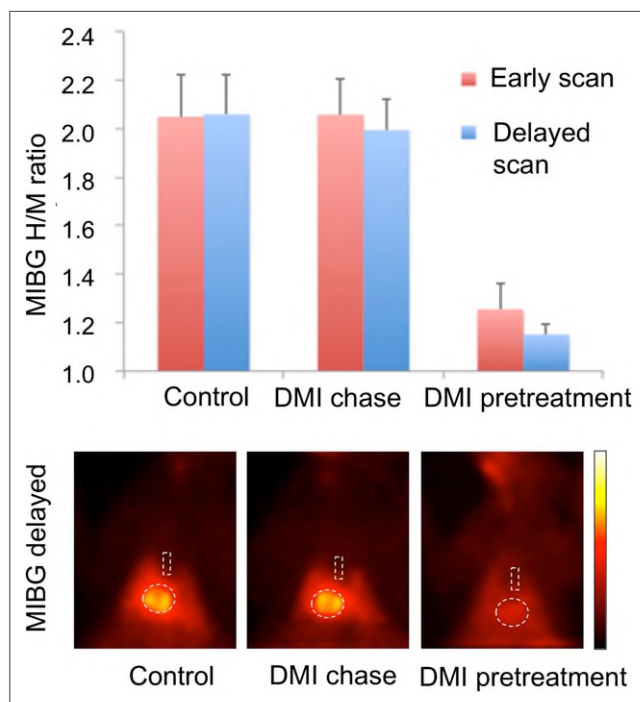 2.4
2.2
2.0
1.8
1.6
1.4
1.2
1.0
MIBG H/M ratio
Early scan
Delayed
scan
Control
DMI chase
DMI pretreatment
MIBG delayed
Control
DMI chase
DMI pretreatment